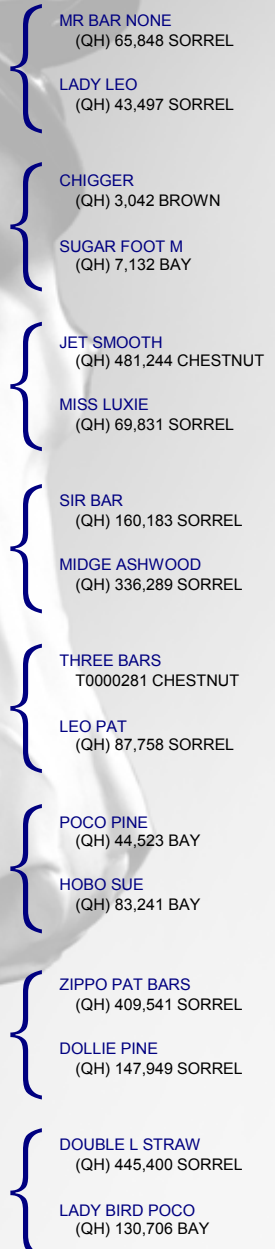 MR BAR NONE
(QH) 65,848 SORREL
LADY LEO
(QH) 43,497 SORREL
CHIGGER
(QH) 3,042 BROWN
SUGAR FOOT M
(QH) 7,132 BAY
JET SMOOTH
(QH) 481,244 CHESTNUT
MISS LUXIE
(QH) 69,831 SORREL
SIR BAR
(QH) 160,183 SORREL
MIDGE ASHWOOD
(QH) 336,289 SORREL
THREE BARS
T0000281 CHESTNUT
LEO PAT
(QH) 87,758 SORREL
POCO PINE
(QH) 44,523 BAY
HOBO SUE
(QH) 83,241 BAY
ZIPPO PAT BARS
(QH) 409,541 SORREL
DOLLIE PINE
(QH) 147,949 SORREL
DOUBLE L STRAW
(QH) 445,400 SORREL
LADY BIRD POCO
(QH) 130,706 BAY